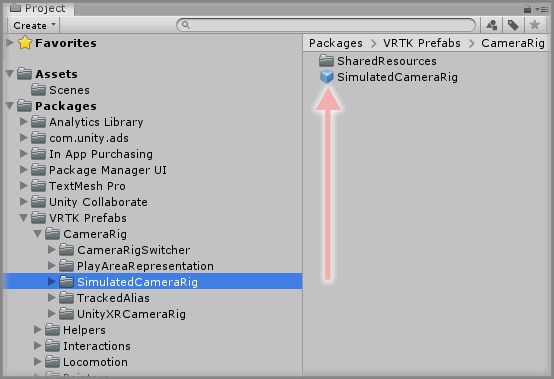 Project
Create
Favorites
Assets
Scenes
Packages
Analytics Library
com.unity.ads
In App Purchasing
Package Manager UI
TextMesh Pro
Unity Collaborate
VRTK Prefabs
CameraRig
CameraRigSwitcher
PlayAreaRepresentation
SimulatedCameraRig
TrackedAlias
UnityXRCameraRig
Helpers
Interactions
Locomotion
Packages VRTK Prefabs CameraRig
SharedResources
SimulatedCameraRig